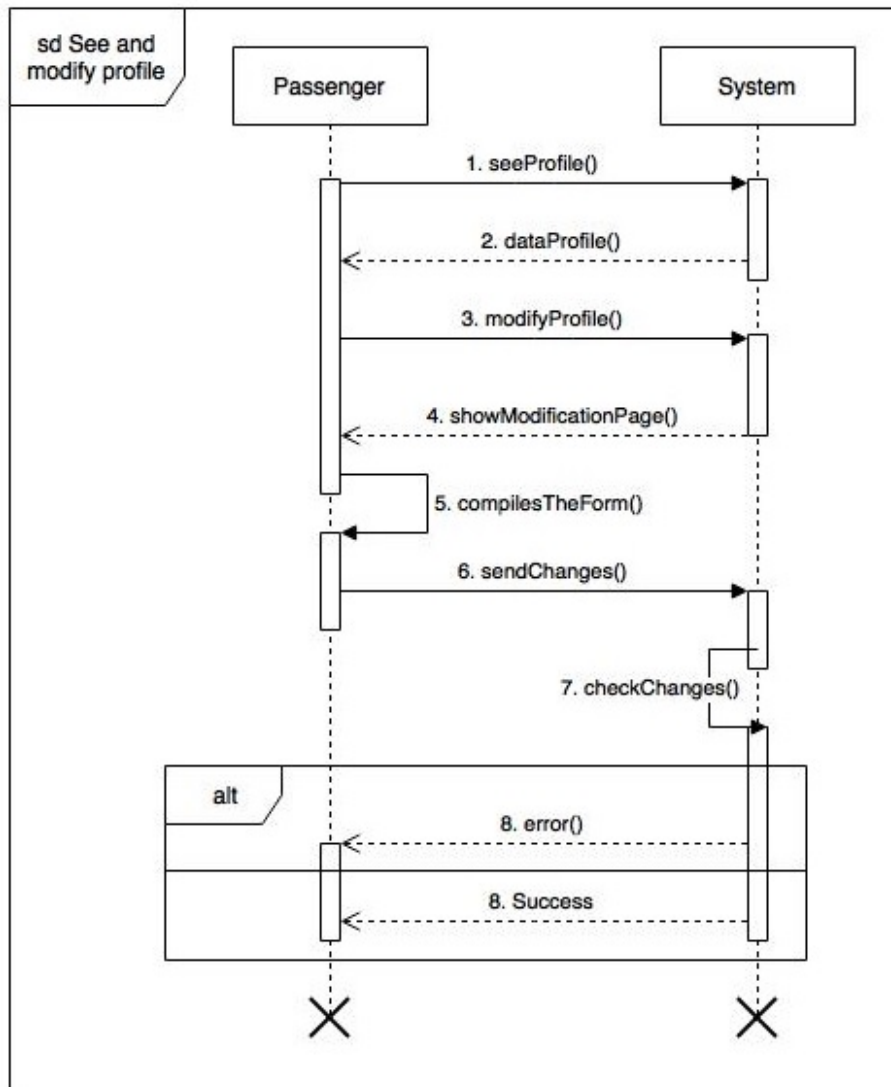 sd See and
modify profile
Passenger
System
1. seeProfile()
2. dataProfile()
3. modifyProfile()
4. showModificationPage()
5. compilesTheForm()
6. sendChanges()
7. checkChanges()
alt
8. error()
8. Success